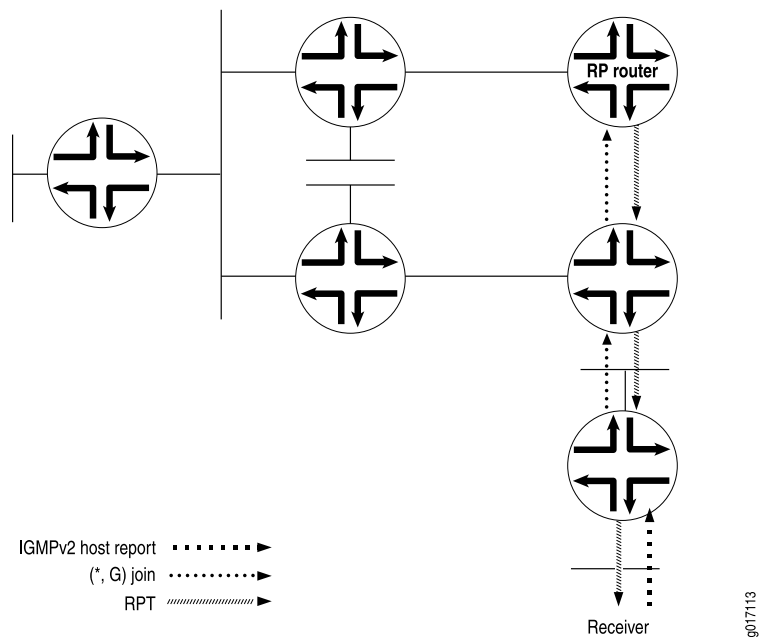 RP router
IGMPv2 host report
(*, G) join
RPT
Receiver
g017113